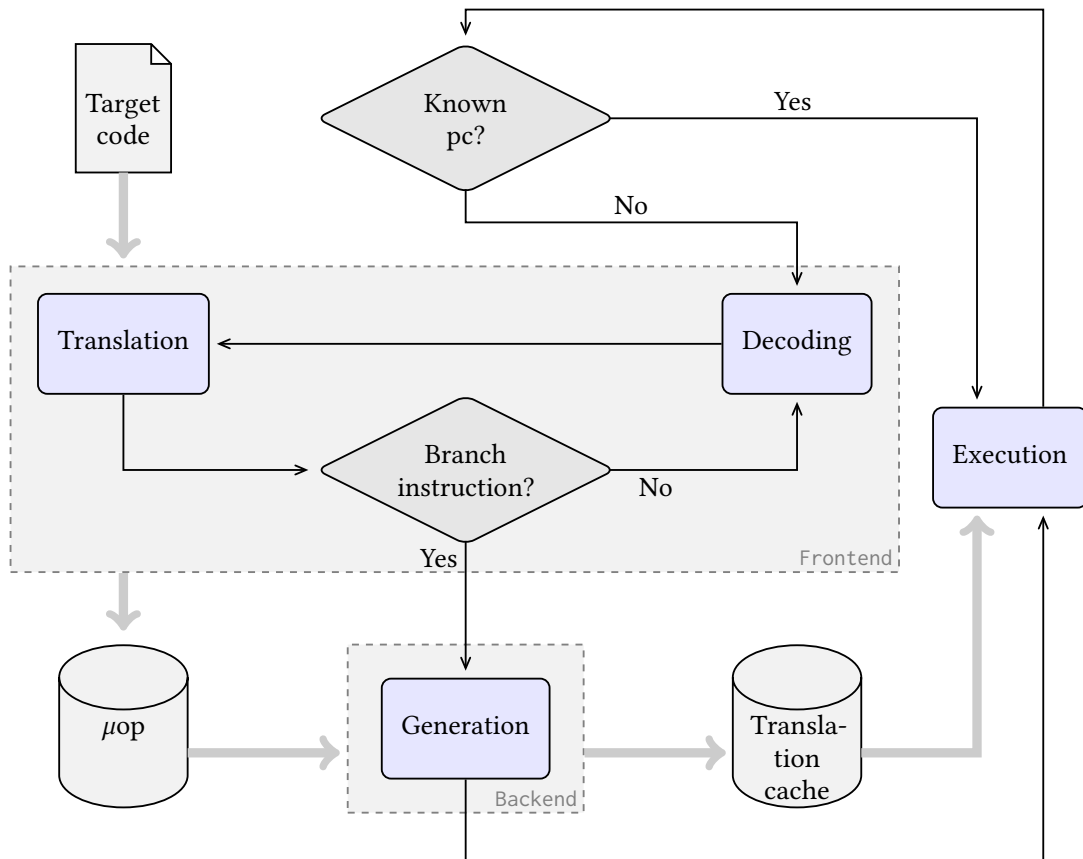 Target
code
Known
pc?
Yes
No
Translation
Decoding
Branch
instruction?
No
Execution
Yes
Frontend
μop
Generation
Backend
Transla-
tion
cache